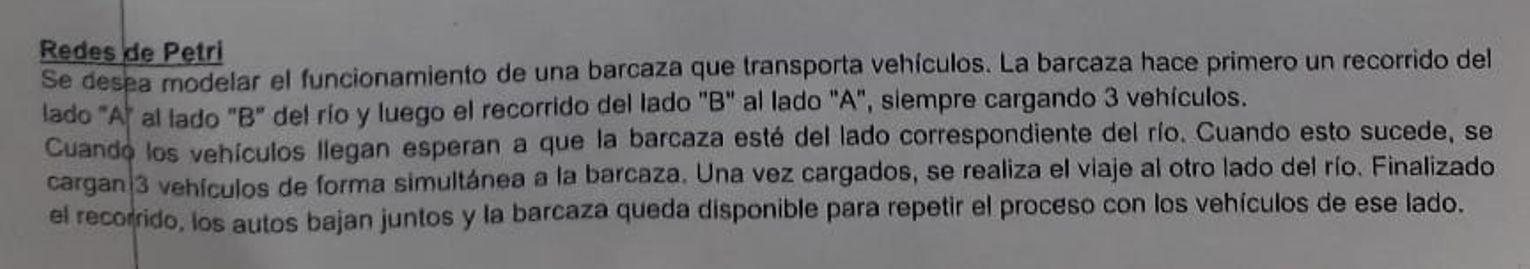 Redes de Petri
Se desea modelar el funcionamiento de una barcaza que transporta vehículos. La barcaza hace primero un recorrido del
lado "A" al lado "B" del río y luego el recorrido del lado "B" al lado "A", siempre cargando 3 vehículos.
Cuando los vehículos llegan esperan a que la barcaza esté del lado correspondiente del río. Cuando esto sucede, se
cargan 3 vehículos de forma simultánea a la barcaza. Una vez cargados, se realiza el viaje al otro lado del río. Finalizado
el recorrido, los autos bajan juntos y la barcaza queda disponible para repetir el proceso con los vehículos de ese lado.